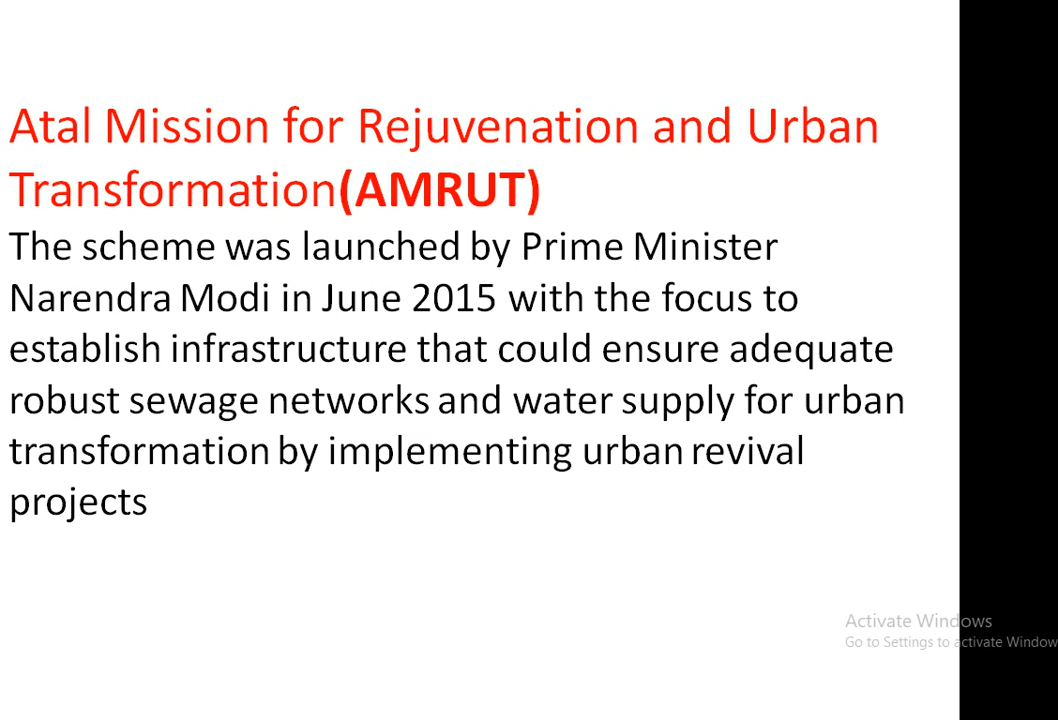 Atal Mission for Rejuvenation and Urban
Transformation(AMRUT)
The scheme was launched by Prime Minister
Narendra Modi in June 2015 with the focus to
establish infrastructure that could ensure adequate
robust sewage networks and water supply for urban
transformation by implementing urban revival
projects
Activate Windows
Go to Settings to activate Window